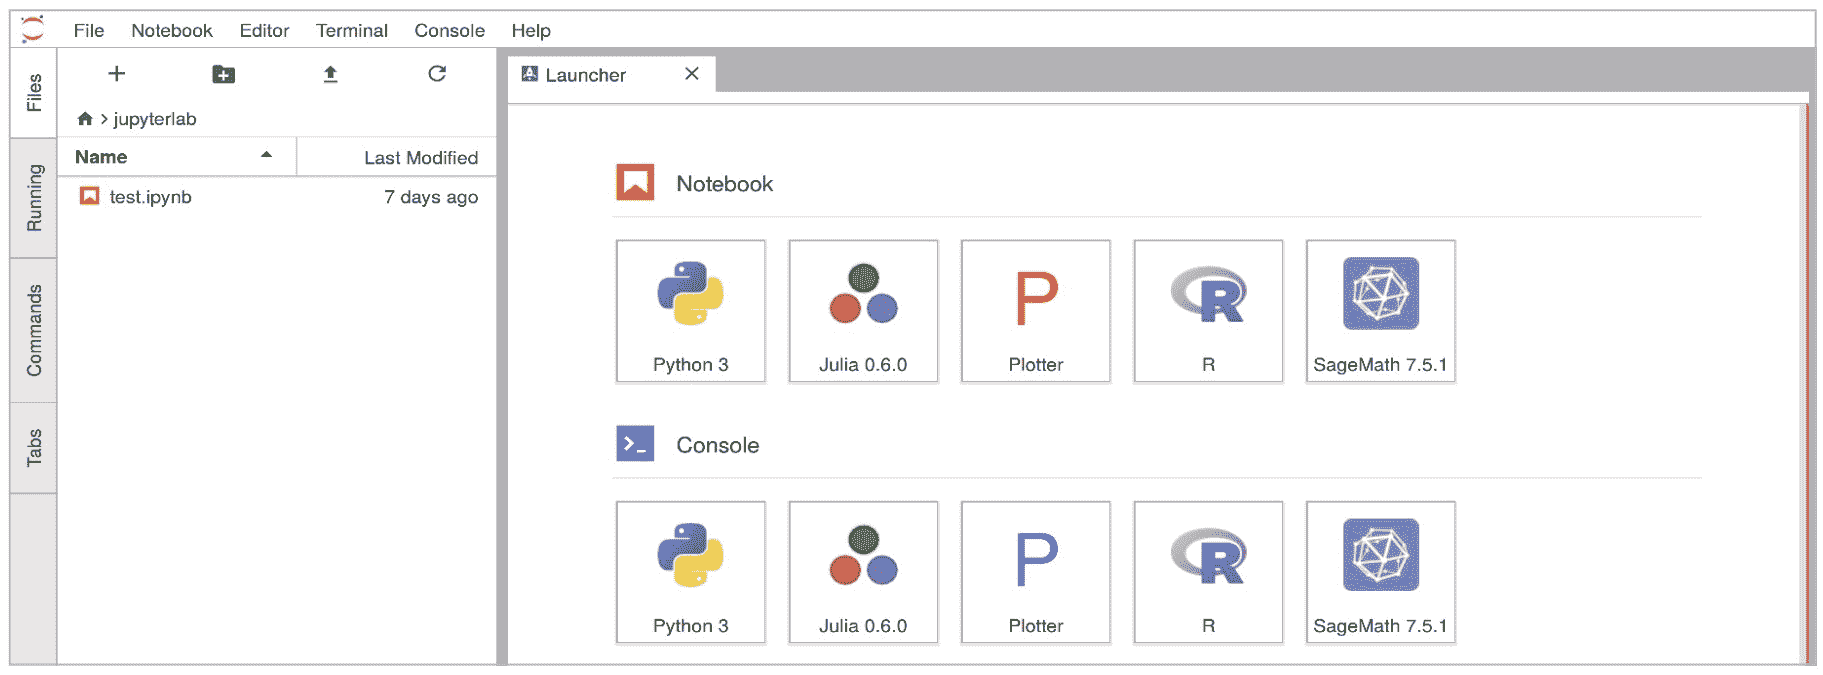 File Notebook Editor Terminal Console Help
Files
Running
Commands
Tabs
jupyterlab
Name Last Modified
test.ipynb 7 days ago
Launcher
Notebook
Python 3 Julia 0.6.0 P Plotter R SageMath 7.5.1
Console
Python 3 Julia 0.6.0 P Plotter R SageMath 7.5.1